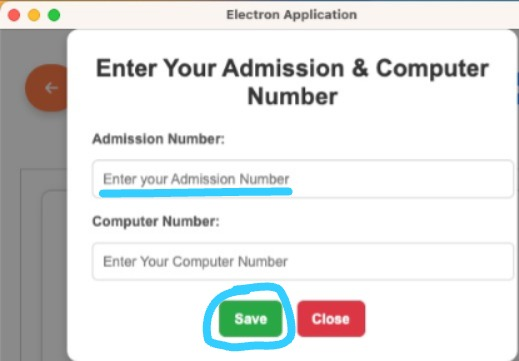 Electron Application
Enter Your Admission & Computer
Number
Admission Number:
Enter your Admission Number
Computer Number:
Enter Your Computer Number
Save Close